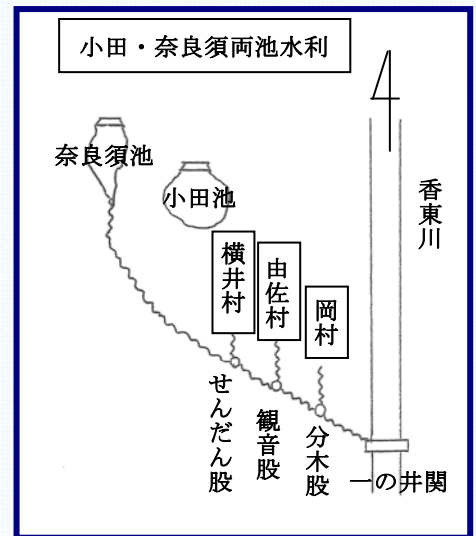 小田・奈良須両池水利
奈良須池
小田池
香東川
横井村
由佐村
岡村
せんだん股
観音股
分木股
一の井関